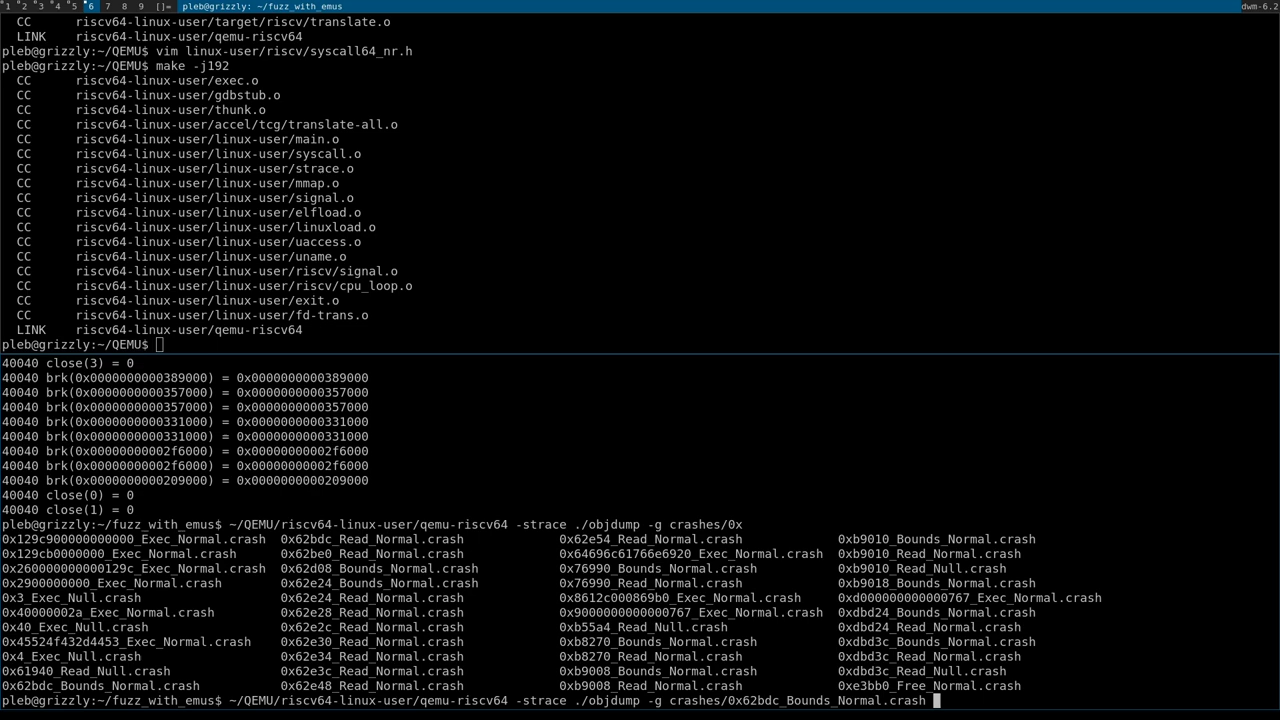 1 2 3 4 5 6 7 8 9 []= pleb@grizzly: ~/fuzz_with_emus dwm-6.2
CC riscv64-linux-user/target/riscv/translate.o
LINK riscv64-linux-user/qemu-riscv64
pleb@grizzly:~/QEMU$ vim linux-user/riscv/syscall64_nr.h
pleb@grizzly:~/QEMU$ make -j192
CC riscv64-linux-user/exec.o
CC riscv64-linux-user/gdbstub.o
CC riscv64-linux-user/thunk.o
CC riscv64-linux-user/accel/tcg/translate-all.o
CC riscv64-linux-user/linux-user/main.o
CC riscv64-linux-user/linux-user/syscall.o
CC riscv64-linux-user/linux-user/strace.o
CC riscv64-linux-user/linux-user/mmap.o
CC riscv64-linux-user/linux-user/signal.o
CC riscv64-linux-user/linux-user/elfload.o
CC riscv64-linux-user/linux-user/linuxload.o
CC riscv64-linux-user/linux-user/uaccess.o
CC riscv64-linux-user/linux-user/uname.o
CC riscv64-linux-user/linux-user/riscv/signal.o
CC riscv64-linux-user/linux-user/riscv/cpu_loop.o
CC riscv64-linux-user/linux-user/exit.o
CC riscv64-linux-user/linux-user/fd-trans.o
LINK riscv64-linux-user/qemu-riscv64
pleb@grizzly:~/QEMU$
40040 close(3) = 0
40040 brk(0x0000000000389000) = 0x0000000000389000
40040 brk(0x0000000000357000) = 0x0000000000357000
40040 brk(0x0000000000357000) = 0x0000000000357000
40040 brk(0x0000000000331000) = 0x0000000000331000
40040 brk(0x0000000000331000) = 0x0000000000331000
40040 brk(0x00000000002f6000) = 0x00000000002f6000
40040 brk(0x00000000002f6000) = 0x00000000002f6000
40040 brk(0x0000000000209000) = 0x0000000000209000
40040 close(0) = 0
40040 close(1) = 0
pleb@grizzly:~/fuzz_with_emus$ ~/QEMU/riscv64-linux-user/qemu-riscv64 -strace ./objdump -g crashes/0x
0x129c900000000000_Exec_Normal.crash 0x62bdc_Read_Normal.crash 0x62e54_Read_Normal.crash 0xb9010_Bounds_Normal.crash
0x129cb0000000_Exec_Normal.crash 0x62be0_Read_Normal.crash 0x64696c61766e6920_Exec_Normal.crash 0xb9010_Read_Normal.crash
0x260000000000129c_Exec_Normal.crash 0x62d08_Bounds_Normal.crash 0x76990_Bounds_Normal.crash 0xb9010_Read_Null.crash
0x2900000000_Exec_Normal.crash 0x62e24_Bounds_Normal.crash 0x76990_Read_Normal.crash 0xb9018_Bounds_Normal.crash
0x3_Exec_Null.crash 0x62e24_Read_Normal.crash 0x8612c000869b0_Exec_Normal.crash 0xd000000000000767_Exec_Normal.crash
0x40000002a_Exec_Normal.crash 0x62e28_Read_Normal.crash 0x9000000000000767_Exec_Normal.crash 0xdbd24_Bounds_Normal.crash
0x40_Exec_Null.crash 0x62e2c_Read_Normal.crash 0xb55a4_Read_Null.crash 0xdbd24_Read_Normal.crash
0x45524f432d4453_Exec_Normal.crash 0x62e30_Read_Normal.crash 0xb8270_Bounds_Normal.crash 0xdbd3c_Bounds_Normal.crash
0x4_Exec_Null.crash 0x62e34_Read_Normal.crash 0xb8270_Read_Normal.crash 0xdbd3c_Read_Normal.crash
0x61940_Read_Null.crash 0x62e3c_Read_Normal.crash 0xb9008_Bounds_Normal.crash 0xdbd3c_Read_Null.crash
0x62bdc_Bounds_Normal.crash 0x62e48_Read_Normal.crash 0xb9008_Read_Normal.crash 0xe3bb0_Free_Normal.crash
pleb@grizzly:~/fuzz_with_emus$ ~/QEMU/riscv64-linux-user/qemu-riscv64 -strace ./objdump -g crashes/0x62bdc_Bounds_Normal.crash